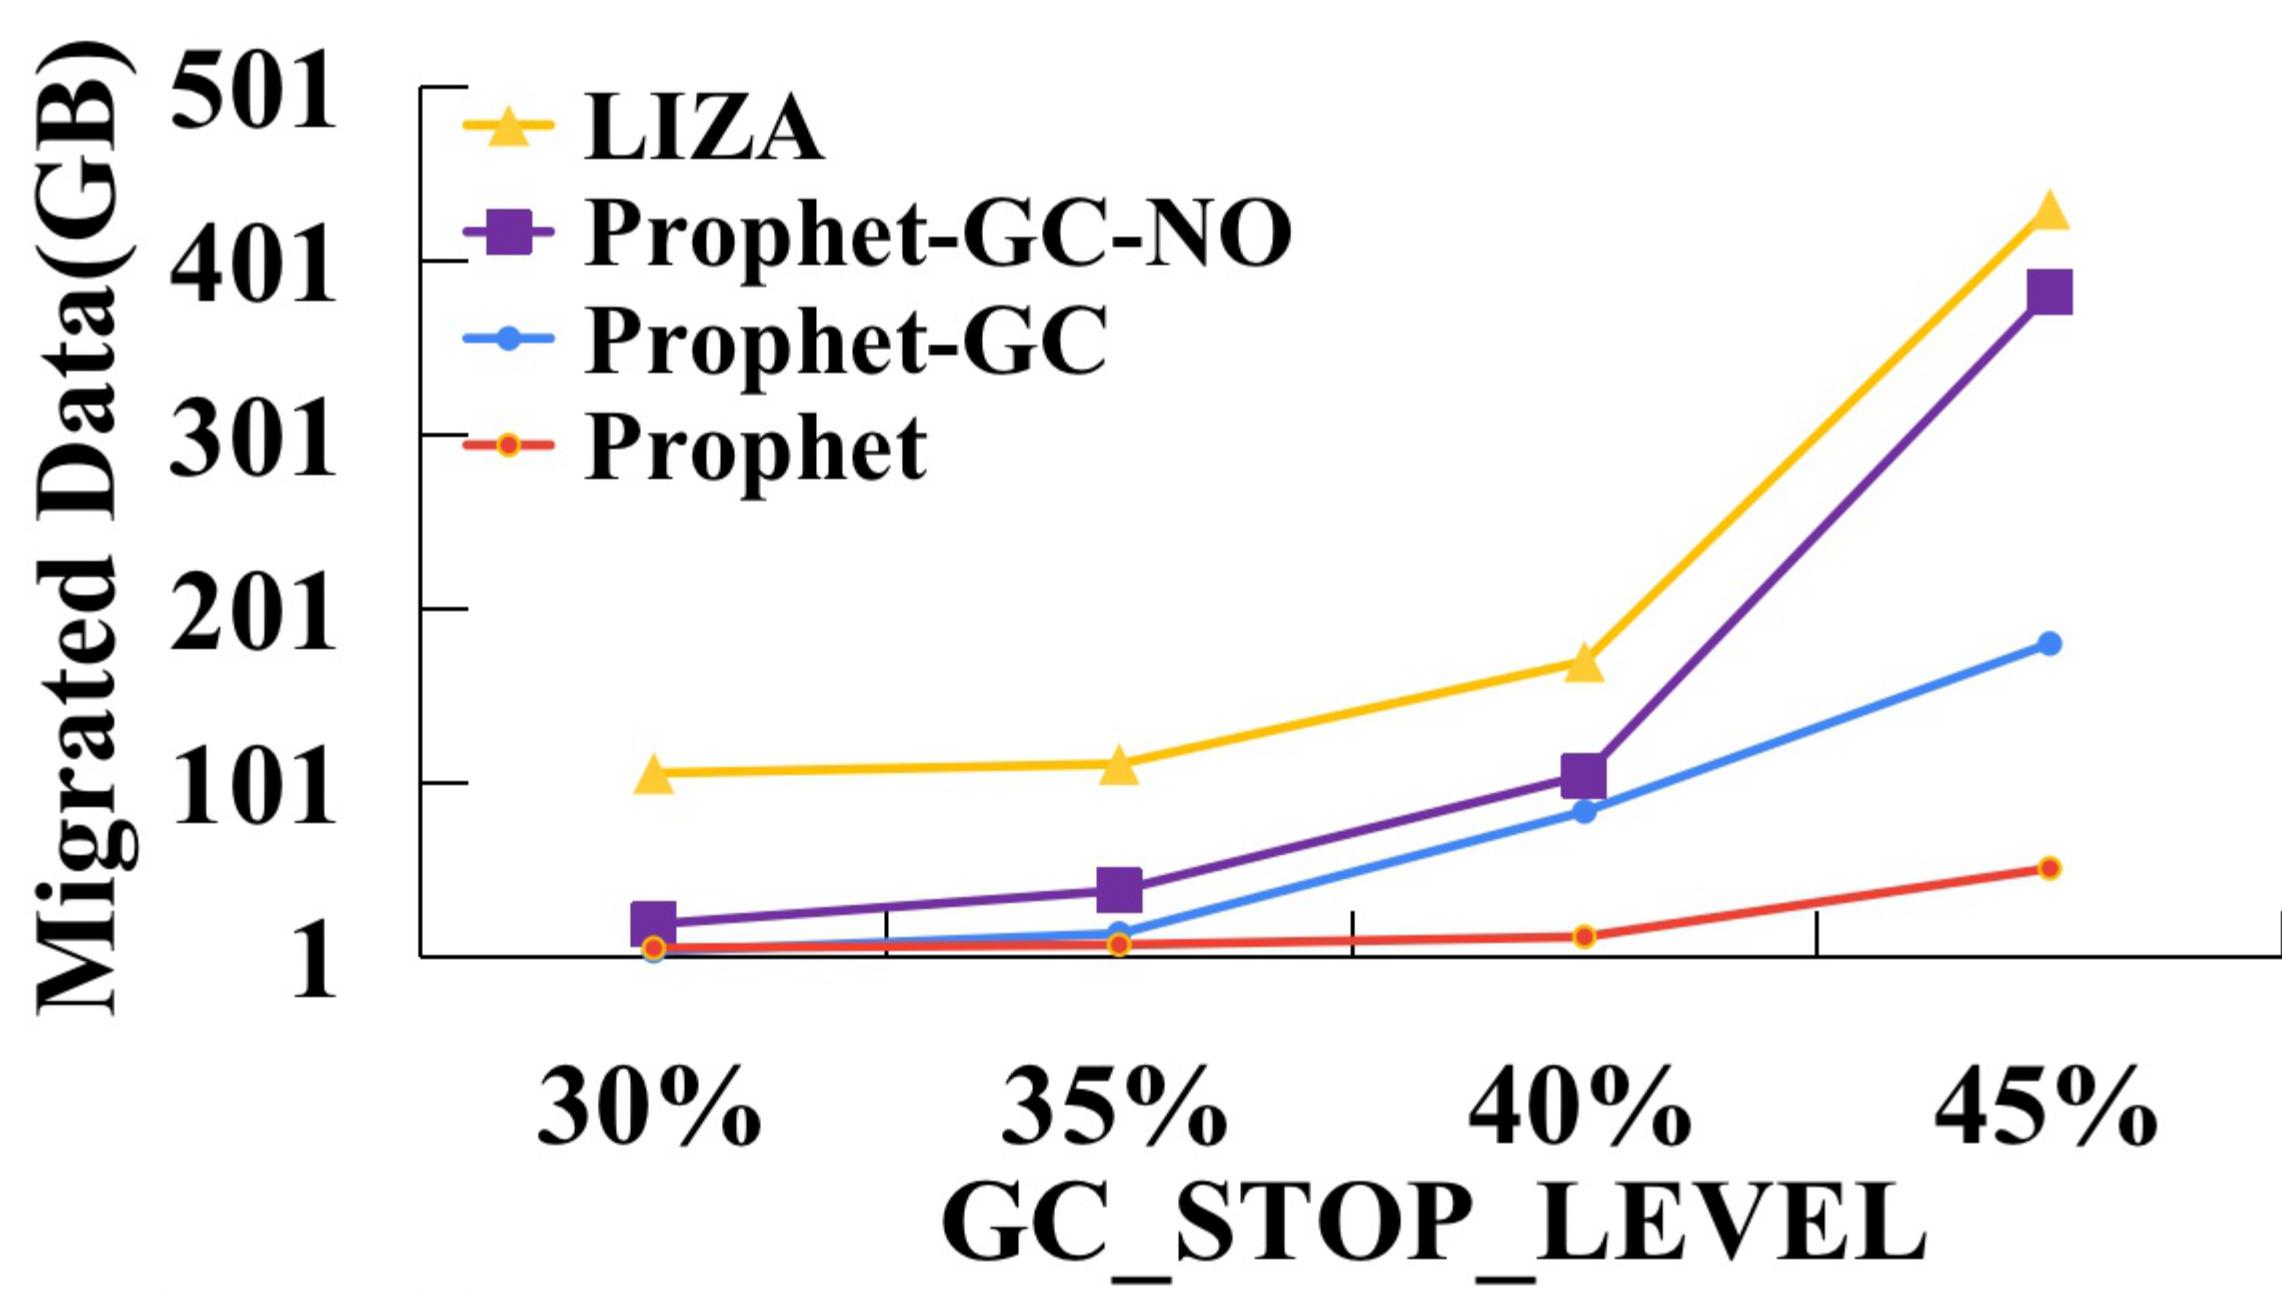 Migrated Data(GB)
501
401
301
201
101
1
LIZA
Prophet-GC-NO
Prophet-GC
Prophet
30% 35% 40% 45%
GC_STOP_LEVEL